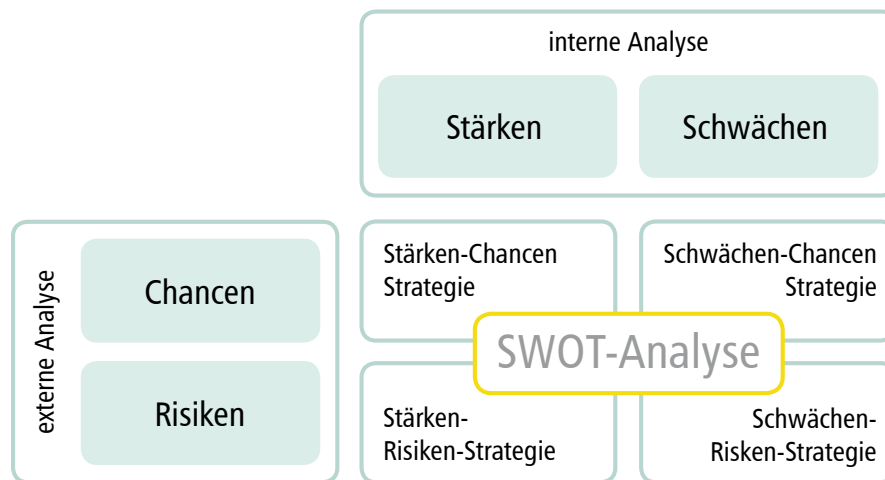 interne Analyse
Stärken
Schwächen
externe Analyse
Chancen
Risiken
Stärken-Chancen
Strategie
Schwächen-Chancen
Strategie
SWOT-Analyse
Stärken-
Risiken-Strategie
Schwächen-
Risken-Strategie